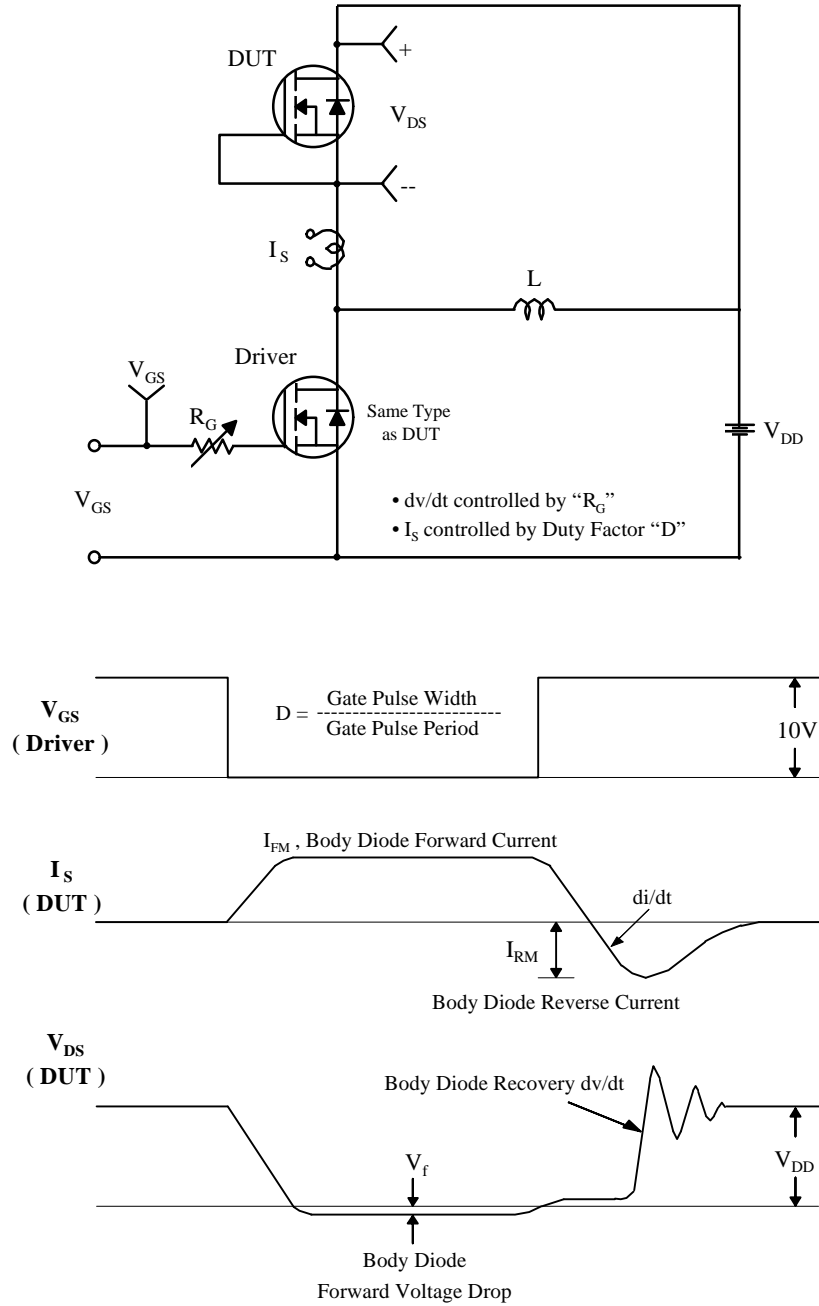 DUT
+
V_DS
--
I_S
L
Driver
V_GS
R_G
Same Type
as DUT
V_DD
V_GS
• dv/dt controlled by “R_G”
• I_S controlled by Duty Factor “D”
V_GS
( Driver )
D = Gate Pulse Width
--------------------------
Gate Pulse Period
10V
I_FM , Body Diode Forward Current
I_S
( DUT )
di/dt
I_RM
Body Diode Reverse Current
V_DS
( DUT )
Body Diode Recovery dv/dt
V_f
V_DD
Body Diode
Forward Voltage Drop